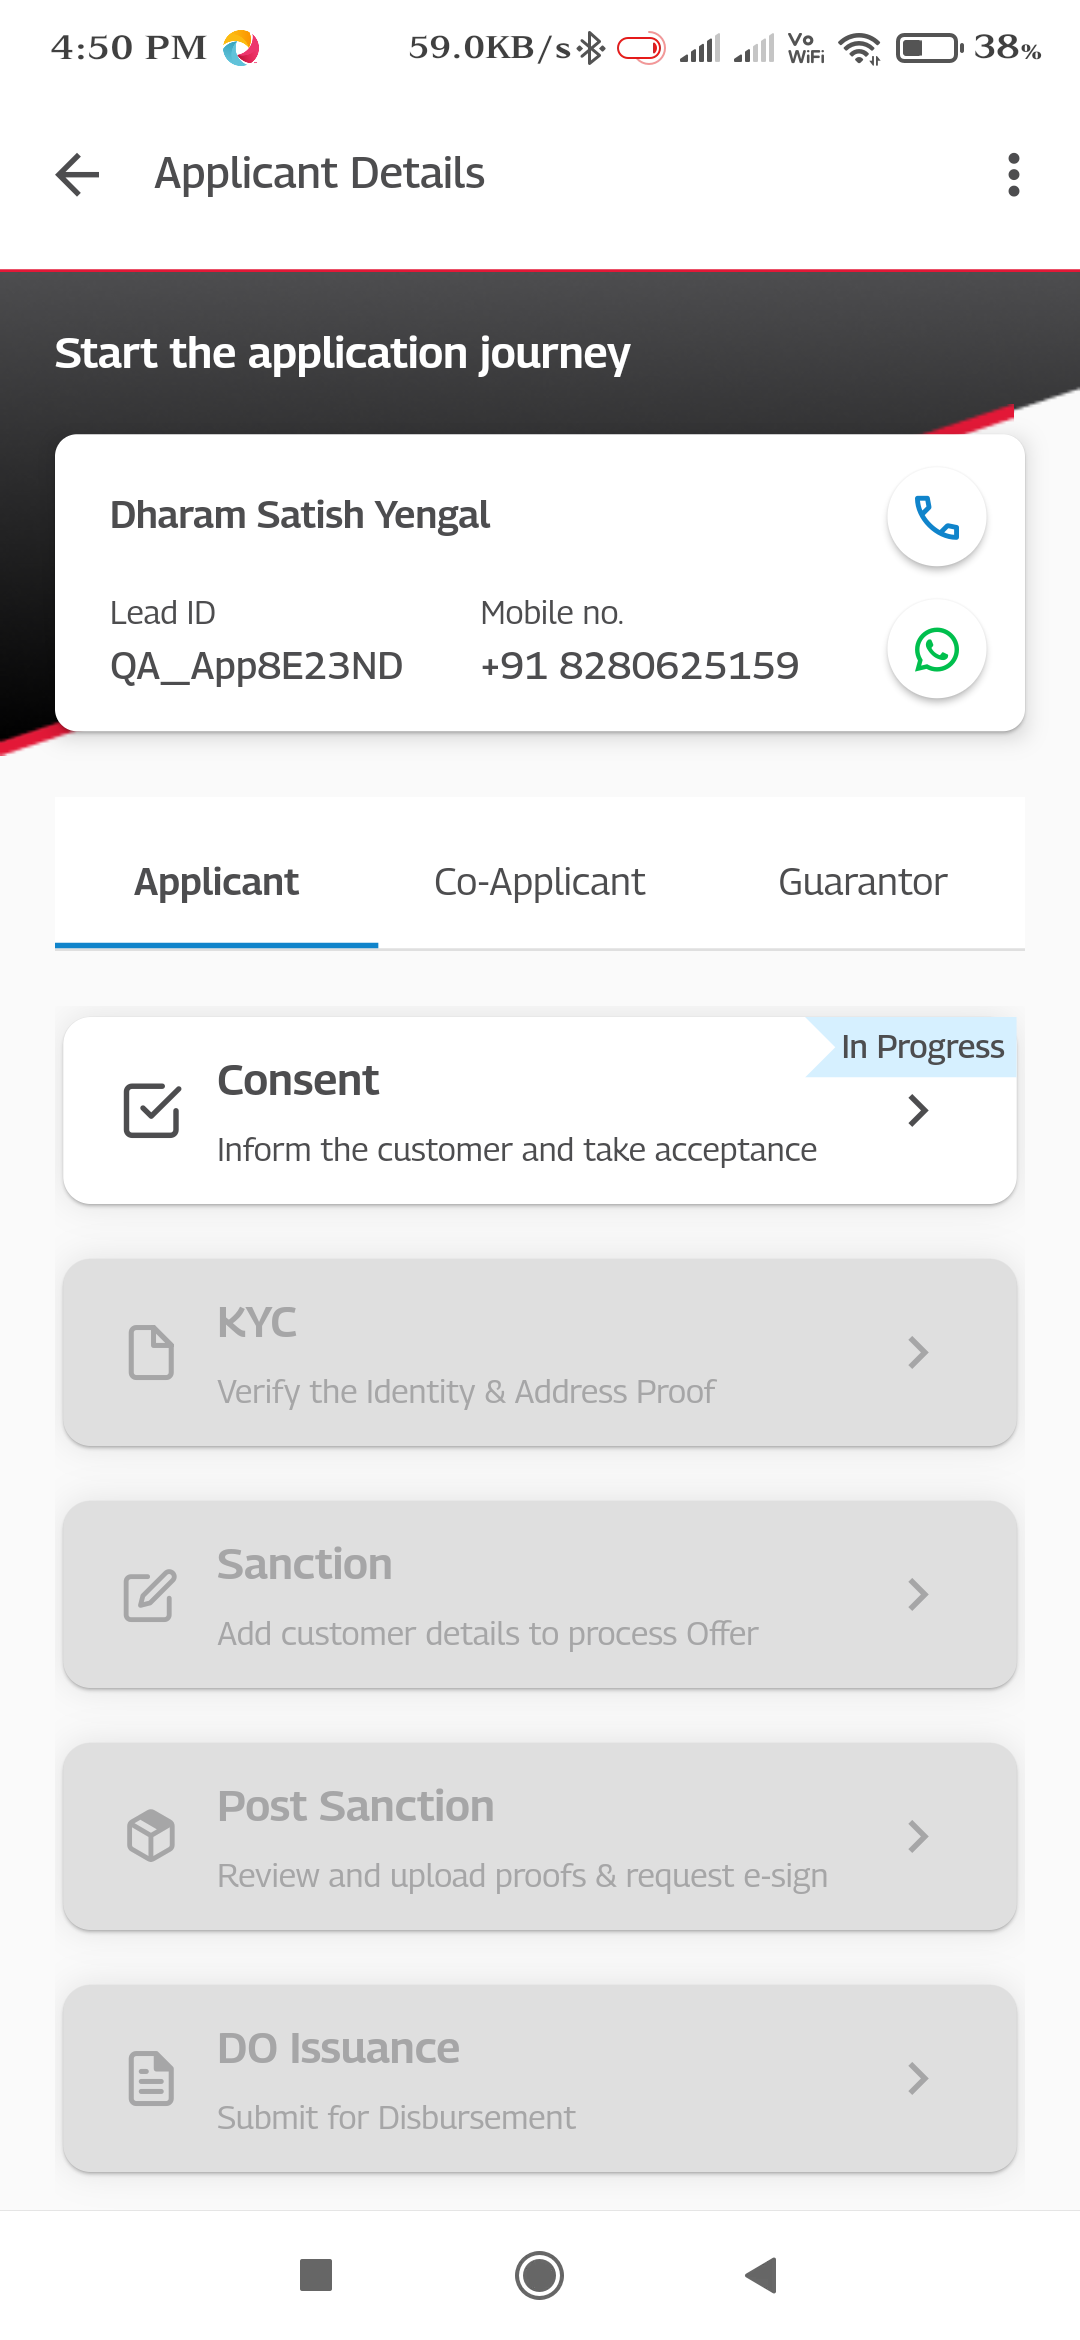 4:50 PM 59.0KB/s Vo WiFi 38%
Applicant Details
Start the application journey
Dharam Satish Yengal
Lead ID Mobile no.
QA__App8E23ND +91 8280625159
Applicant Co-Applicant Guarantor
In Progress
Consent
Inform the customer and take acceptance
KYC
Verify the Identity & Address Proof
Sanction
Add customer details to process Offer
Post Sanction
Review and upload proofs & request e-sign
DO Issuance
Submit for Disbursement